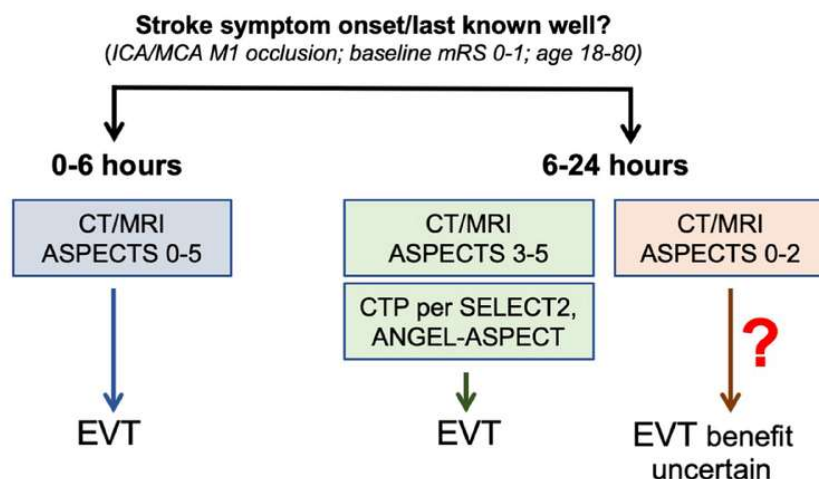 Stroke symptom onset/last known well?
(ICA/MCA M1 occlusion; baseline mRS 0-1; age 18-80)
0-6 hours
6-24 hours
CT/MRI
ASPECTS 0-5
CT/MRI
ASPECTS 3-5
CT/MRI
ASPECTS 0-2
CTP per SELECT2,
ANGEL-ASPECT
?
EVT
EVT
EVT benefit
uncertain